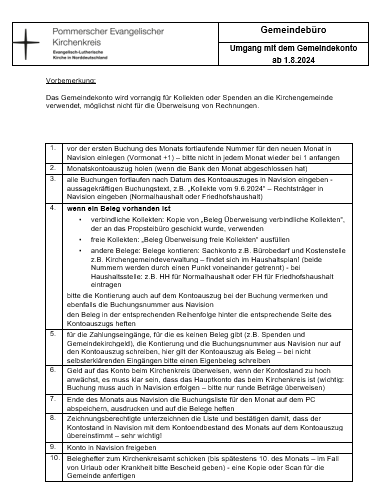 Pommerscher Evangelischer
Kirchenkreis
Evangelisch-Lutherische
Kirche in Norddeutschland
Gemeindebüro
Umgang mit dem Gemeindekonto
ab 1.8.2024
Vorbemerkung:
Das Gemeindekonto wird vorrangig für Kollekten oder Spenden an die Kirchengemeinde
verwendet, möglichst nicht für die Überweisung von Rechnungen.
1. vor der ersten Buchung des Monats fortlaufende Nummer für den neuen Monat in
Navision einlegen (Vormonat +1) – bitte nicht in jedem Monat wieder bei 1 anfangen
2. Monatskontoauszug holen (wenn die Bank den Monat abgeschlossen hat)
3. alle Buchungen fortlaufen nach Datum des Kontoauszuges in Navision eingeben -
aussagekräftigen Buchungstext, z.B. „Kollekte vom 9.6.2024“ – Rechtsträger in
Navision eingeben (Normalhaushalt oder Friedhofshaushalt)
4. wenn ein Beleg vorhanden ist
• verbindliche Kollekten: Kopie von „Beleg Überweisung verbindliche Kollekten“,
der an das Propsteibüro geschickt wurde, verwenden
• freie Kollekten: „Beleg Überweisung freie Kollekten“ ausfüllen
• andere Belege: Belege kontieren: Sachkonto z.B. Bürobedarf und Kostenstelle
z.B. Kirchengemeindeverwaltung – findet sich im Haushaltsplan! (beide
Nummern werden durch einen Punkt voneinander getrennt) - bei
Haushaltsstelle: z.B. HH für Normalhaushalt oder FH für Friedhofshaushalt
eintragen
bitte die Kontierung auch auf dem Kontoauszug bei der Buchung vermerken und
ebenfalls die Buchungsnummer aus Navision
den Beleg in der entsprechenden Reihenfolge hinter die entsprechende Seite des
Kontoauszugs heften
5. für die Zahlungseingänge, für die es keinen Beleg gibt (z.B. Spenden und
Gemeindekirchgeld), die Kontierung und die Buchungsnummer aus Navision nur auf
den Kontoauszug schreiben, hier gilt der Kontoauszug als Beleg – bei nicht
selbsterklärenden Eingängen bitte einen Eigenbeleg schreiben
6. Geld auf das Konto beim Kirchenkreis überweisen, wenn der Kontostand zu hoch
anwächst, es muss klar sein, dass das Hauptkonto das beim Kirchenkreis ist (wichtig:
Buchung muss auch in Navision erfolgen – bitte nur runde Beträge überweisen)
7. Ende des Monats aus Navision die Buchungsliste für den Monat auf dem PC
abspeichern, ausdrucken und auf die Belege heften
8. Zeichnungsberechtigte unterzeichnen die Liste und bestätigen damit, dass der
Kontostand in Navision mit dem Kontoendbestand des Monats auf dem Kontoauszug
übereinstimmt – sehr wichtig!
9. Konto in Navision freigeben
10. Beleghefter zum Kirchenkreisamt schicken (bis spätestens 10. des Monats – im Fall
von Urlaub oder Krankheit bitte Bescheid geben) - eine Kopie oder Scan für die
Gemeinde anfertigen